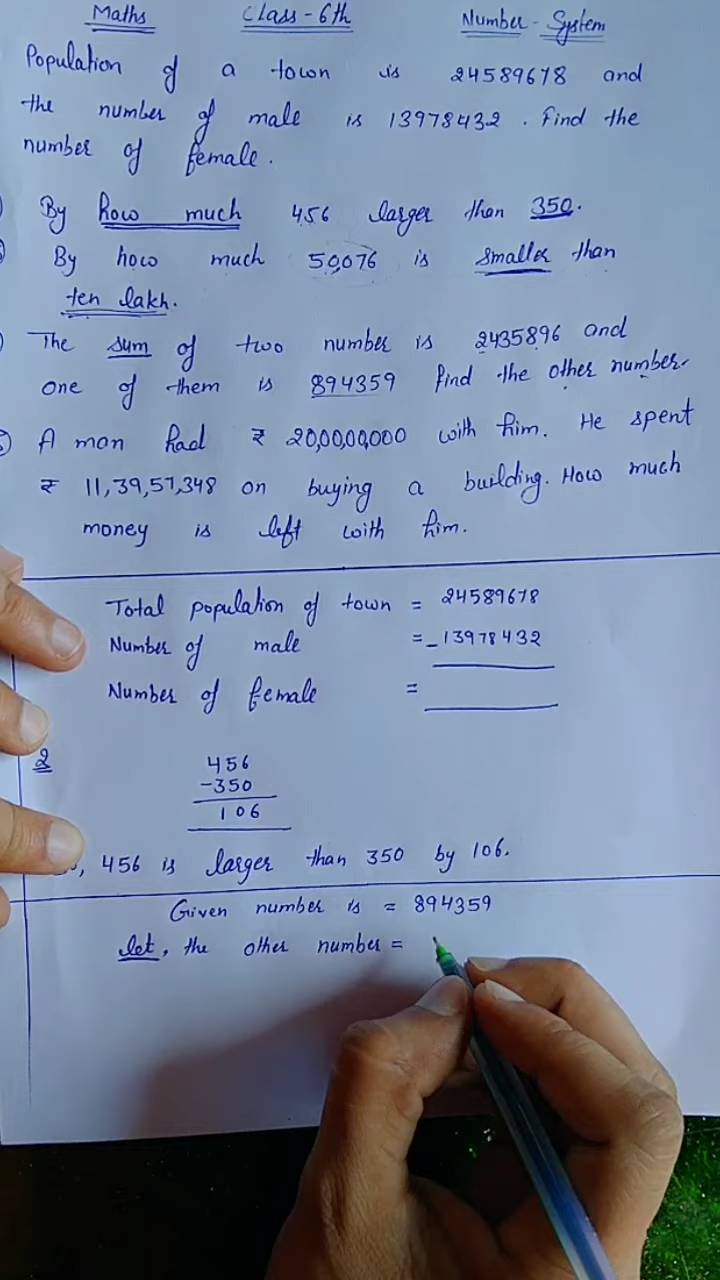 Maths Class-6th Number-System
Population of a town is 24589678 and
the number of male is 13978432. Find the
number of female.
By how much 456 larger than 350.
By how much 50,076 is smaller than
ten lakh.
The sum of two number is 2435896 and
one of them is 894359 find the other number.
A man had ₹ 20,00,00,000 with him. He spent
₹ 11,39,57,348 on buying a building. How much
money is left with him.
Total population of town = 24589678
Number of male = - 13978432
Number of female =
2
456
-350
106
, 456 is larger than 350 by 106.
Given number is = 894359
let, the other number =